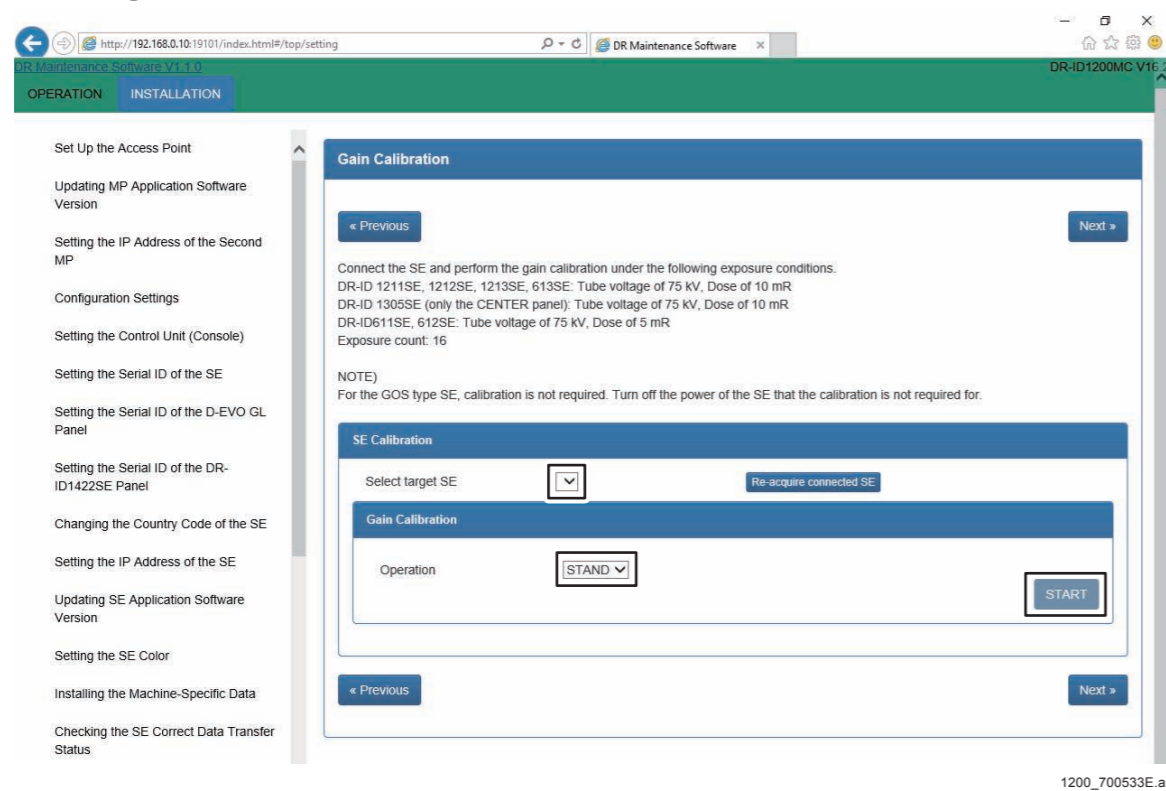 http://192.168.0.10:19101/index.html#/top/setting
DR Maintenance Software
DR Maintenance Software V1.1.0
DR-ID1200MC V16.2
OPERATION
INSTALLATION
Set Up the Access Point
Updating MP Application Software
Version
Setting the IP Address of the Second
MP
Configuration Settings
Setting the Control Unit (Console)
Setting the Serial ID of the SE
Setting the Serial ID of the D-EVO GL
Panel
Setting the Serial ID of the DR-
ID1422SE Panel
Changing the Country Code of the SE
Setting the IP Address of the SE
Updating SE Application Software
Version
Setting the SE Color
Installing the Machine-Specific Data
Checking the SE Correct Data Transfer
Status
Gain Calibration
« Previous
Next »
Connect the SE and perform the gain calibration under the following exposure conditions.
DR-ID 1211SE, 1212SE, 1213SE, 613SE: Tube voltage of 75 kV, Dose of 10 mR
DR-ID 1305SE (only the CENTER panel): Tube voltage of 75 kV, Dose of 10 mR
DR-ID611SE, 612SE: Tube voltage of 75 kV, Dose of 5 mR
Exposure count: 16
NOTE)
For the GOS type SE, calibration is not required. Turn off the power of the SE that the calibration is not required for.
SE Calibration
Select target SE
Re-acquire connected SE
Gain Calibration
Operation
STAND
START
« Previous
Next »
1200_700533E.a